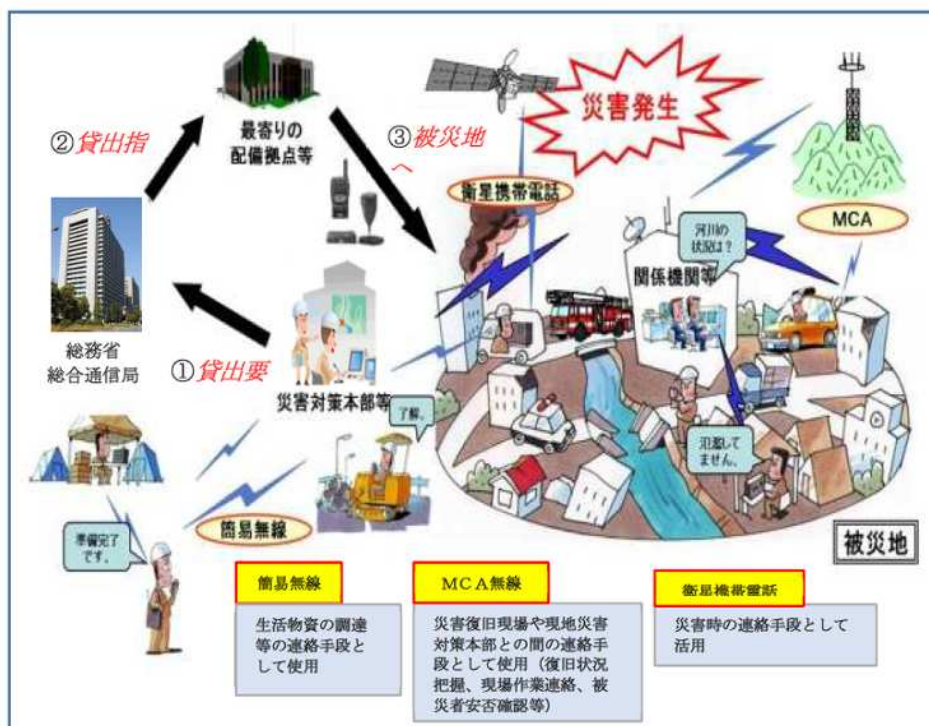 最寄りの
配備拠点等
②貸出指
③被災地
へ
災害発生
衛星携帯電話
MCA
河川の
状況は？
関係機関等
総務省
総合通信局
①貸出要
災害対策本部等
了解。
氾濫して
ません。
簡易無線
準備完了
です。
被災地
簡易無線
生活物資の調達
等の連絡手段と
して使用
MCA無線
災害復旧現場や現地災害
対策本部との間の連絡手
段として使用（復旧状況
把握、現場作業連絡、被
災者安否確認等）
衛星携帯電話
災害時の連絡手段として
活用